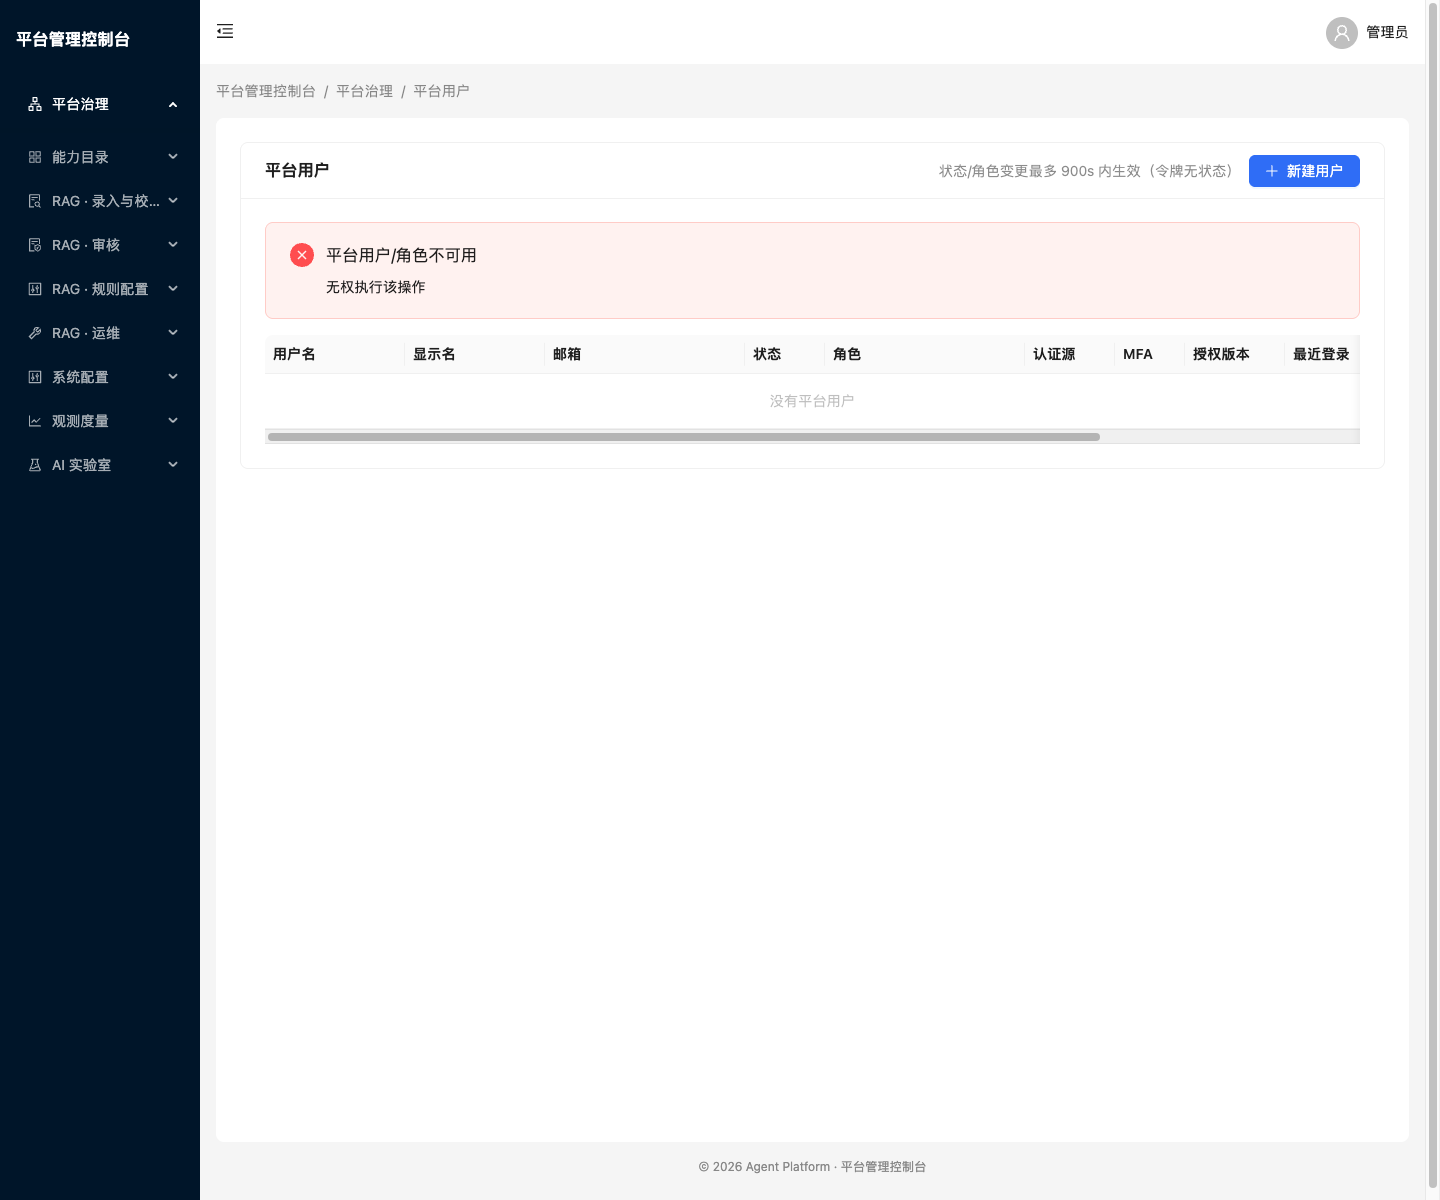 平台管理控制台
平台治理
能力目录
RAG · 录入与校...
RAG · 审核
RAG · 规则配置
RAG · 运维
系统配置
观测度量
AI 实验室
管理员
平台管理控制台 / 平台治理 / 平台用户
平台用户
状态/角色变更最多 900s 内生效（令牌无状态）
新建用户
平台用户/角色不可用
无权执行该操作
用户名 显示名 邮箱 状态 角色 认证源 MFA 授权版本 最近登录
没有平台用户
© 2026 Agent Platform · 平台管理控制台